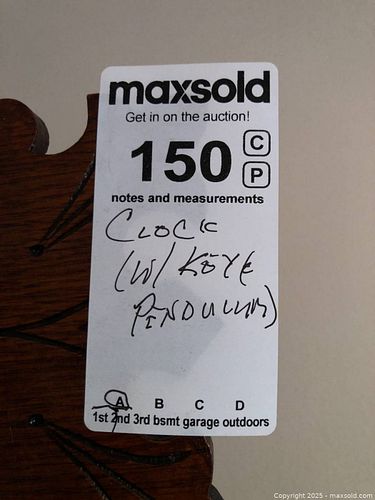 maxsold
Get in on the auction!
150 C
P
notes and measurements
CLOCK
(W/ KEY &
PENDULUM)
A B C D
1st 2nd 3rd bsmt garage outdoors
Copyright 2025 - maxsold.com